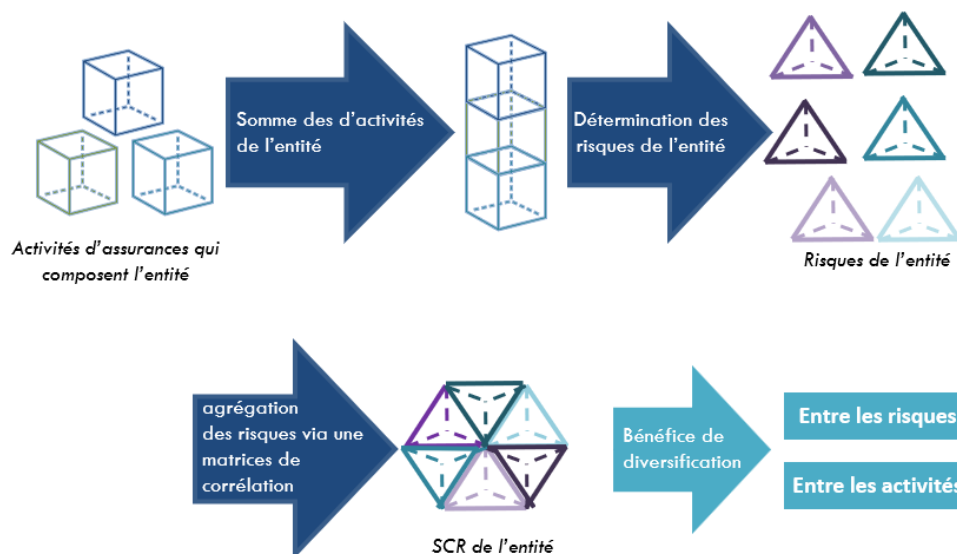 Somme des d'activités
de l'entité
Détermination des
risques de l'entité
Activités d'assurances qui
composent l'entité
Risques de l'entité
agrégation
des risques via une
matrices de
corrélation
SCR de l'entité
Bénéfice de
diversification
Entre les risques
Entre les activités